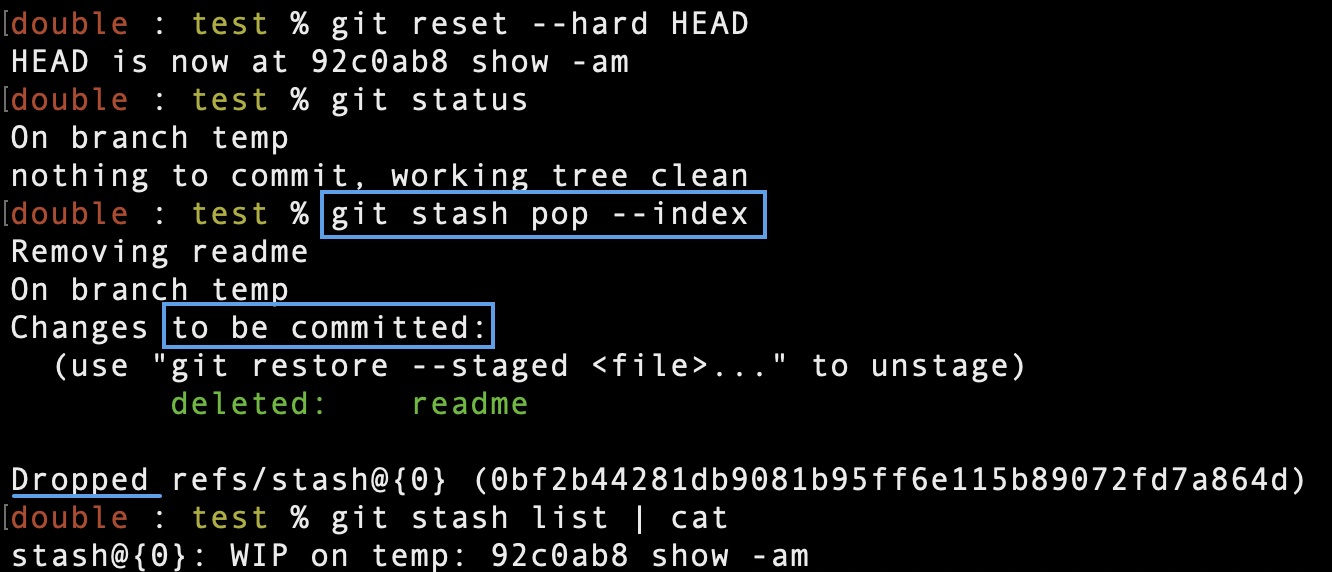 [double : test % git reset --hard HEAD
HEAD is now at 92c0ab8 show -am
[double : test % git status
On branch temp
nothing to commit, working tree clean
[double : test % git stash pop --index
Removing readme
On branch temp
Changes to be committed:
  (use "git restore --staged <file>..." to unstage)
        deleted:    readme

Dropped refs/stash@{0} (0bf2b44281db9081b95ff6e115b89072fd7a864d)
[double : test % git stash list | cat
stash@{0}: WIP on temp: 92c0ab8 show -am